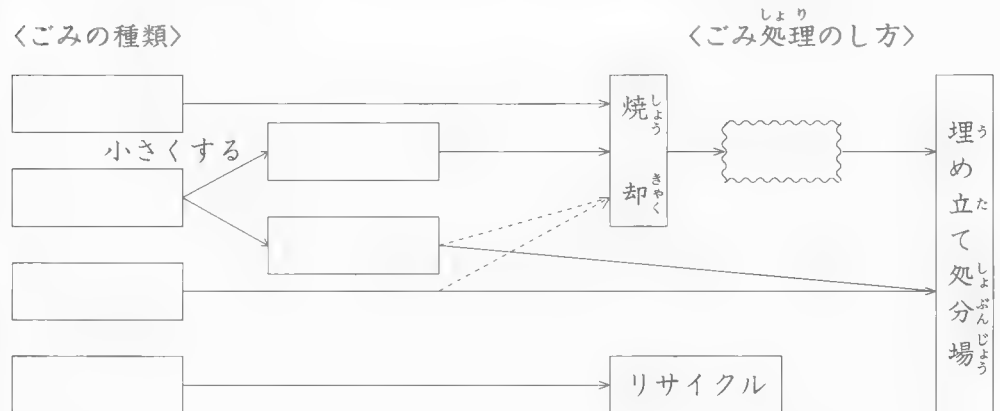 〈ごみの種類〉
〈ごみ処理のし方〉
しょり
小さくする
焼却
しょうきゃく
埋め立て処分場
うたしょぶんじょう
リサイクル